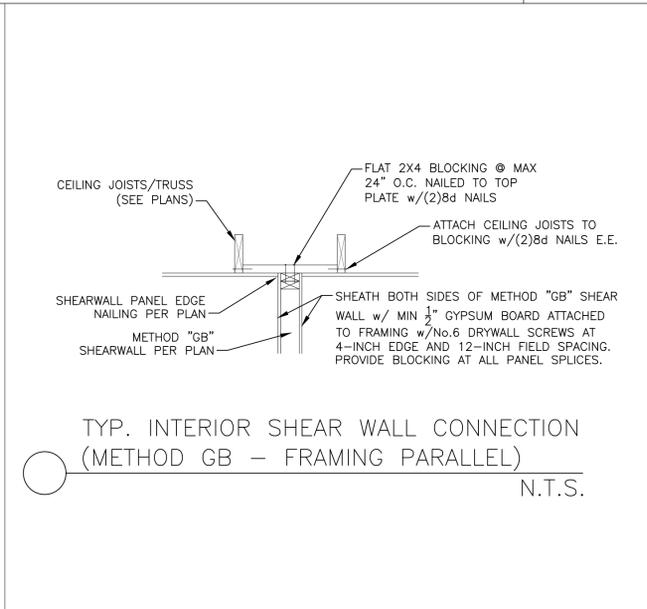 FLAT 2X4 BLOCKING @ MAX
24" O.C. NAILED TO TOP
PLATE w/(2)8d NAILS
CEILING JOISTS/TRUSS
(SEE PLANS)
ATTACH CEILING JOISTS TO
BLOCKING w/(2)8d NAILS E.E.
SHEARWALL PANEL EDGE
NAILING PER PLAN
METHOD "GB"
SHEARWALL PER PLAN
SHEATH BOTH SIDES OF METHOD "GB" SHEAR
WALL w/ MIN 1/2" GYPSUM BOARD ATTACHED
TO FRAMING w/No.6 DRYWALL SCREWS AT
4-INCH EDGE AND 12-INCH FIELD SPACING.
PROVIDE BLOCKING AT ALL PANEL SPLICES.
TYP. INTERIOR SHEAR WALL CONNECTION
(METHOD GB - FRAMING PARALLEL)
N.T.S.